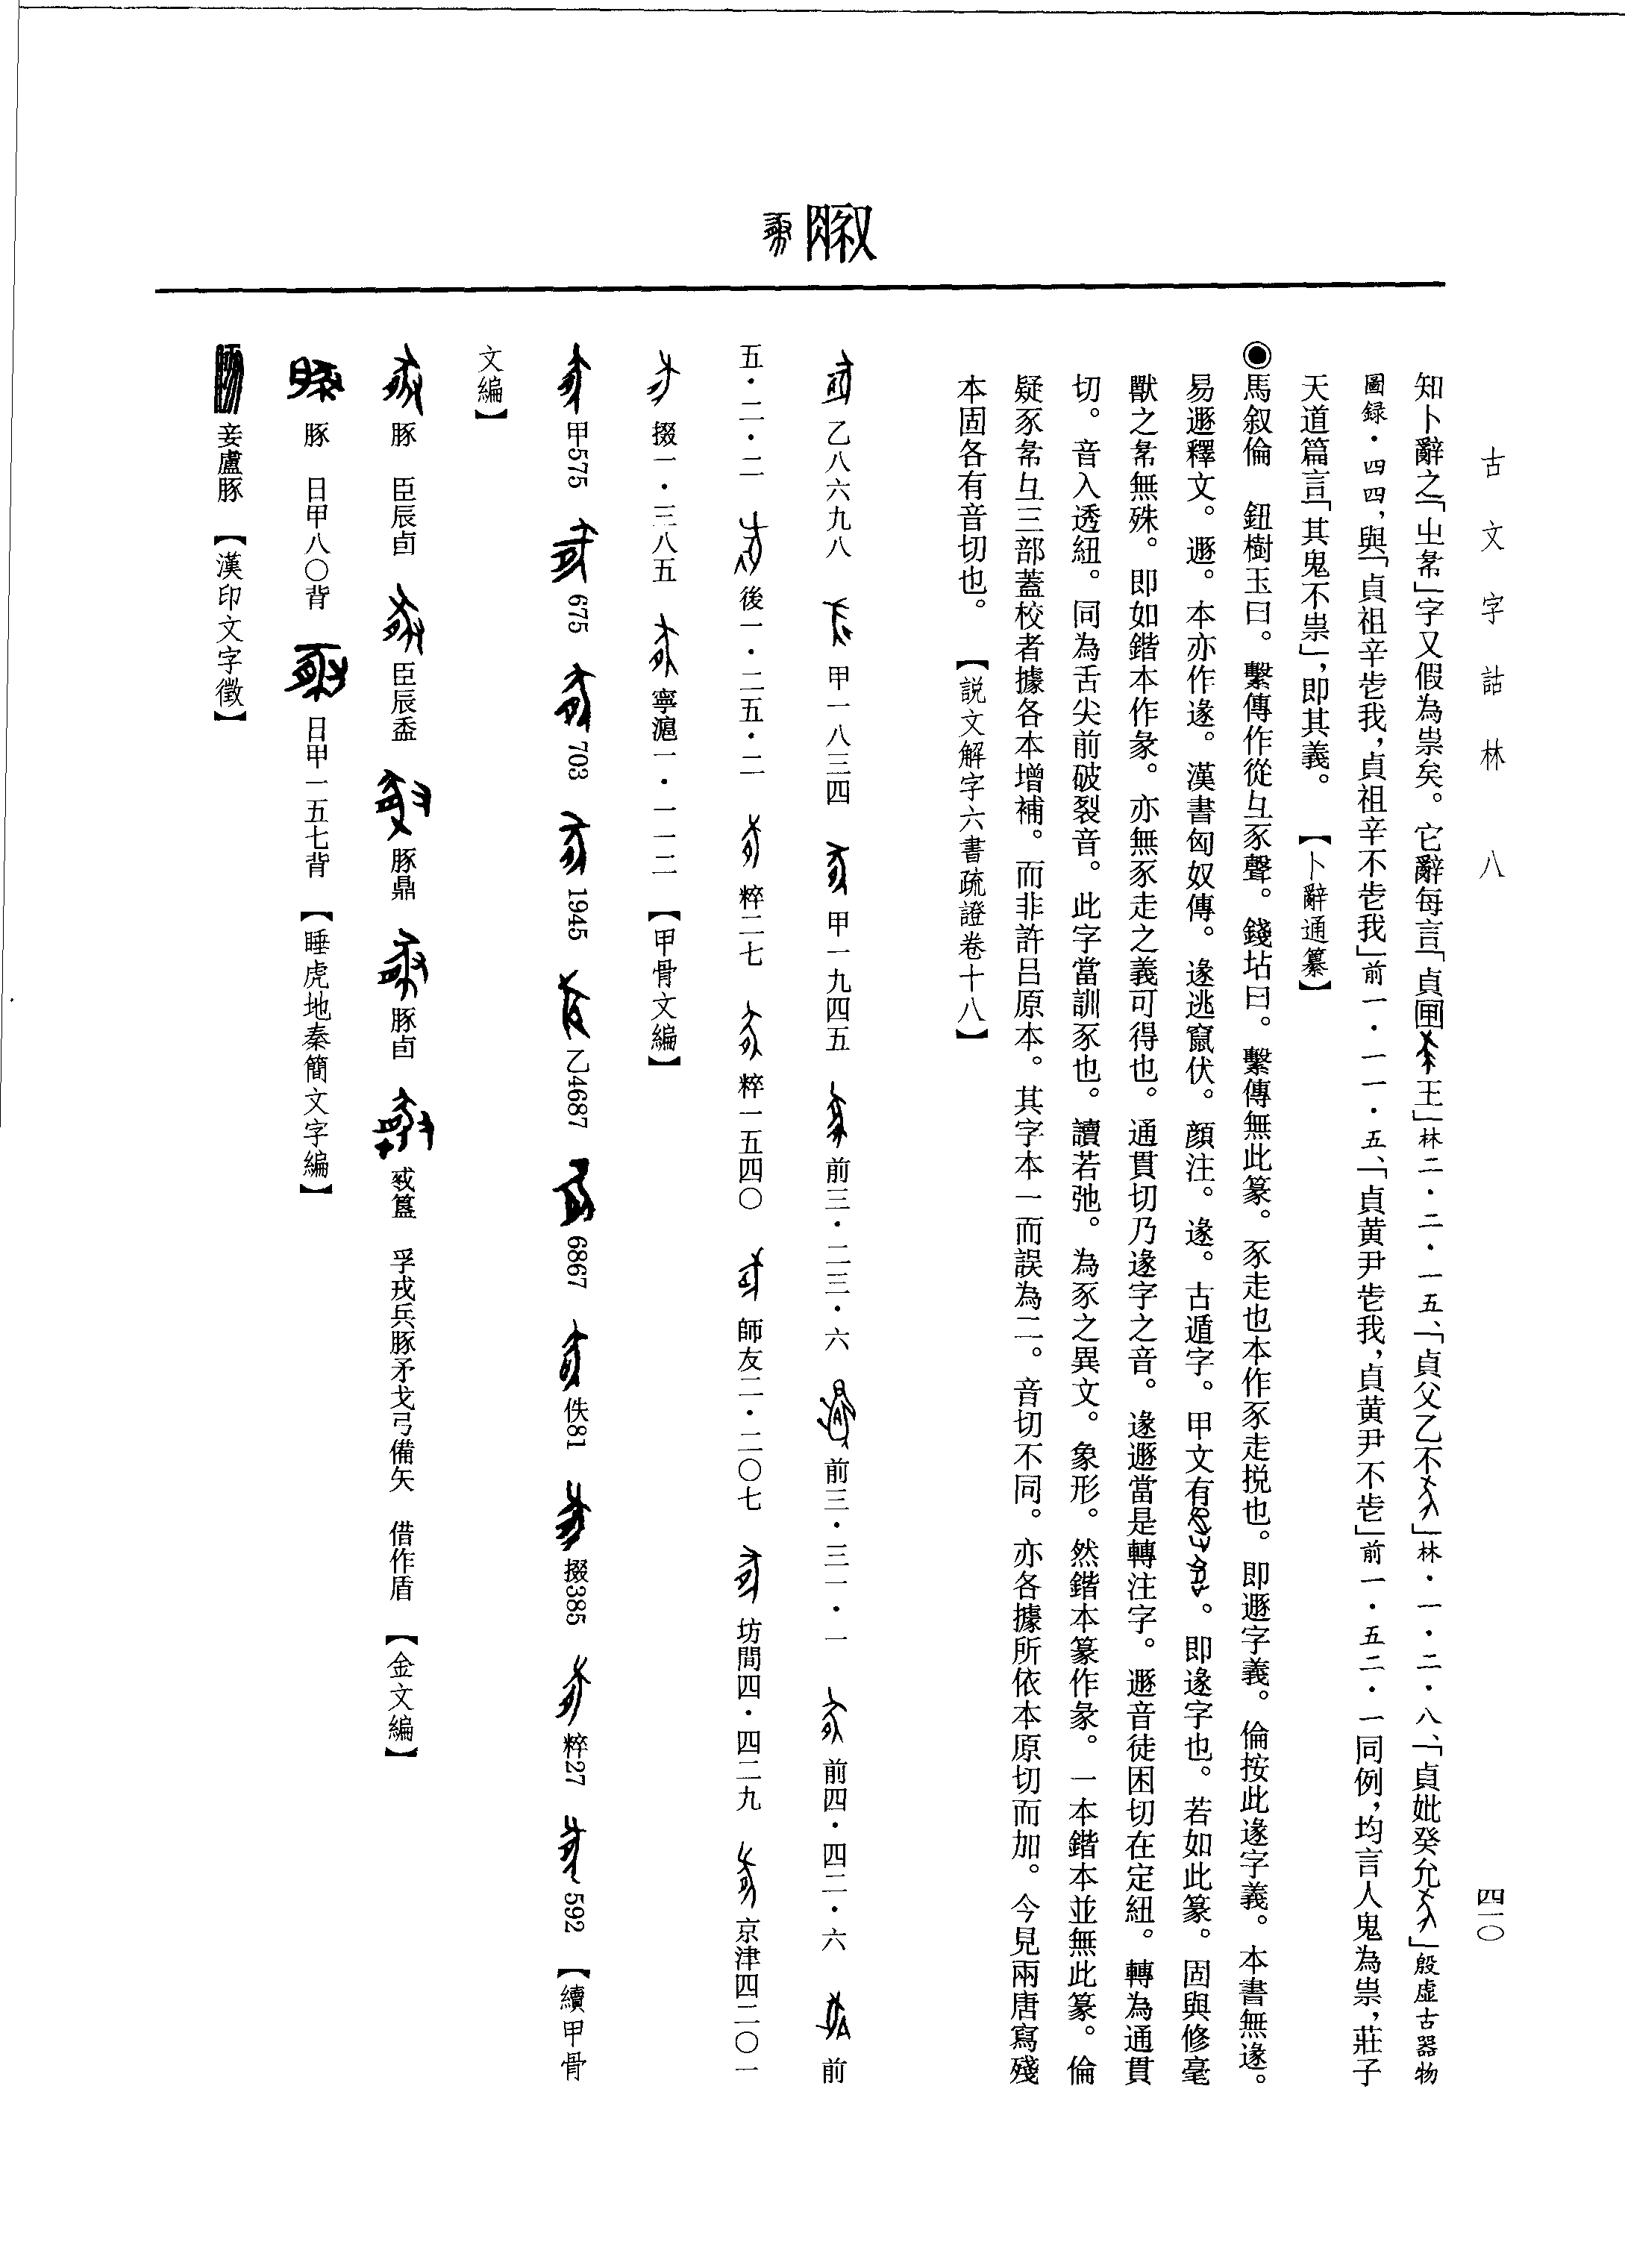 古文字詁林　八
四一〇
知卜辭之「㞢㣇」字又假為祟矣。它辭每言「貞王」林二·二·一五、「貞父乙不」林·一·二·八、「貞妣癸允」殷虛古器物
圖録·四四，與「貞祖辛㞢我，貞祖辛不㞢我」前一·一一·五、「貞黄尹㞢我，貞黄尹不㞢」前一·五二·一同例，均言人鬼為祟，莊子
天道篇言「其鬼不祟」，即其義。【卜辭通纂】
◉馬叙倫　鈕樹玉曰。繫傳作從彑豕聲。錢坫曰。繫傳無此篆。豕走也本作豕走挩也。即遯字義。倫按此遂字義。本書無遂。
易遯釋文。遯。本亦作遂。漢書匈奴傳。遂逃竄伏。顔注。遂。古遁字。甲文有。即遂字也。若如此篆。固與修毫
獸之㣇無殊。即如鍇本作彖。亦無豕走之義可得也。通貫切乃遂字之音。遂遯當是轉注字。遯音徒困切在定紐。轉為通貫
切。音入透紐。同為舌尖前破裂音。此字當訓豕也。讀若弛。為豕之異文。象形。然鍇本篆作彖。一本鍇本並無此篆。倫
疑豕㣇彑三部蓋校者據各本增補。而非許呂原本。其字本一而誤為二。音切不同。亦各據所依本原切而加。今見兩唐寫殘
本固各有音切也。【説文解字六書疏證卷十八】
乙八六九八　甲一八三四　甲一九四五　前三·二三·六　前三·三一·一　前四·四二·六　前
五·二·二　後一·二五·二　粹二七　粹一五四〇　師友二·二〇七　坊間四·四二九　京津四二〇一
掇一·三八五　寧滬一·一一二【甲骨文編】
甲575　675　703　1945　乙4687　6867　佚81　掇385　粹27　592【續甲骨
文編】
豚　臣辰卣　臣辰盉　豚鼎　豚卣　㦰簋　孚戎兵豚矛戈弓備矢　借作盾【金文編】
豚　日甲八〇背　日甲一五七背【睡虎地秦簡文字編】
妾盧豚【漢印文字徵】